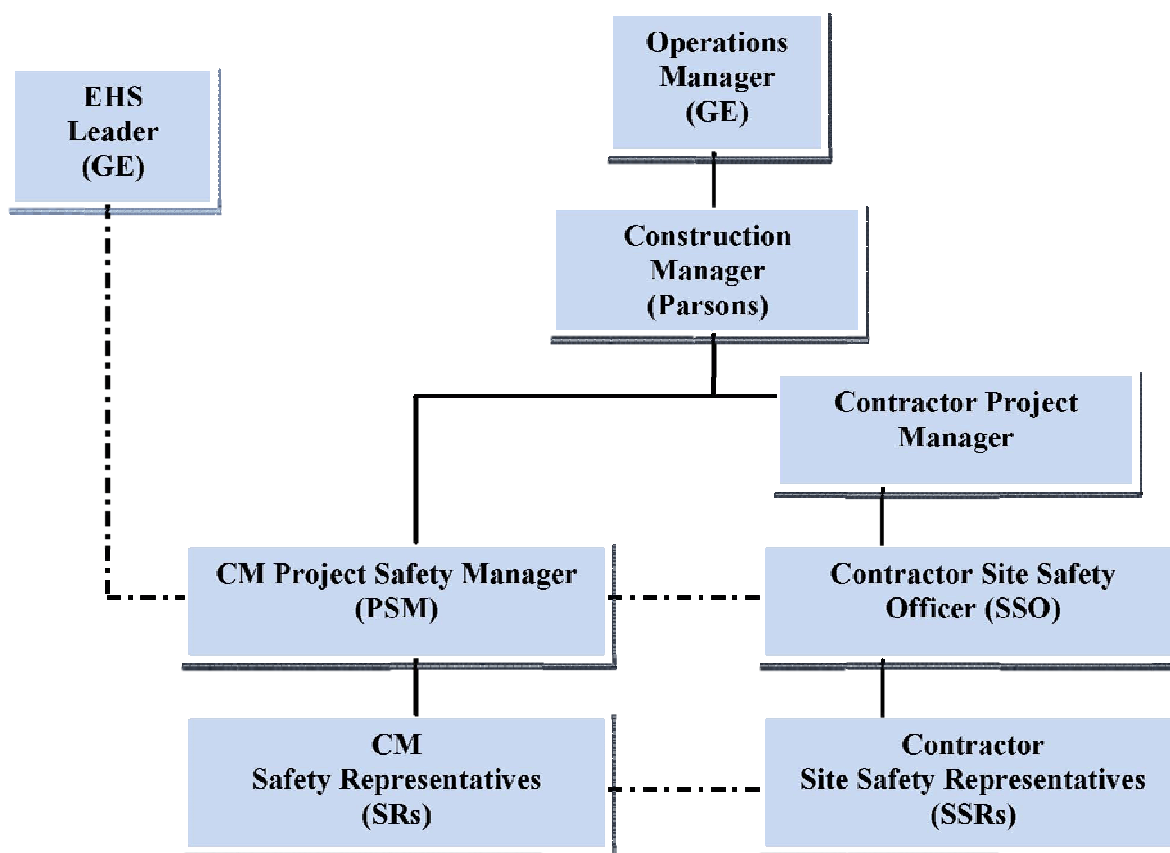 Operations
Manager
(GE)
EHS
Leader
(GE)
Construction
Manager
(Parsons)
Contractor Project
Manager
CM Project Safety Manager
(PSM)
Contractor Site Safety
Officer (SSO)
CM
Safety Representatives
(SRs)
Contractor
Site Safety Representatives
(SSRs)